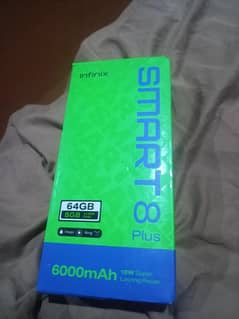 Infinix
SMART 8
Plus
64GB
8GB
6000mAh
18W Super